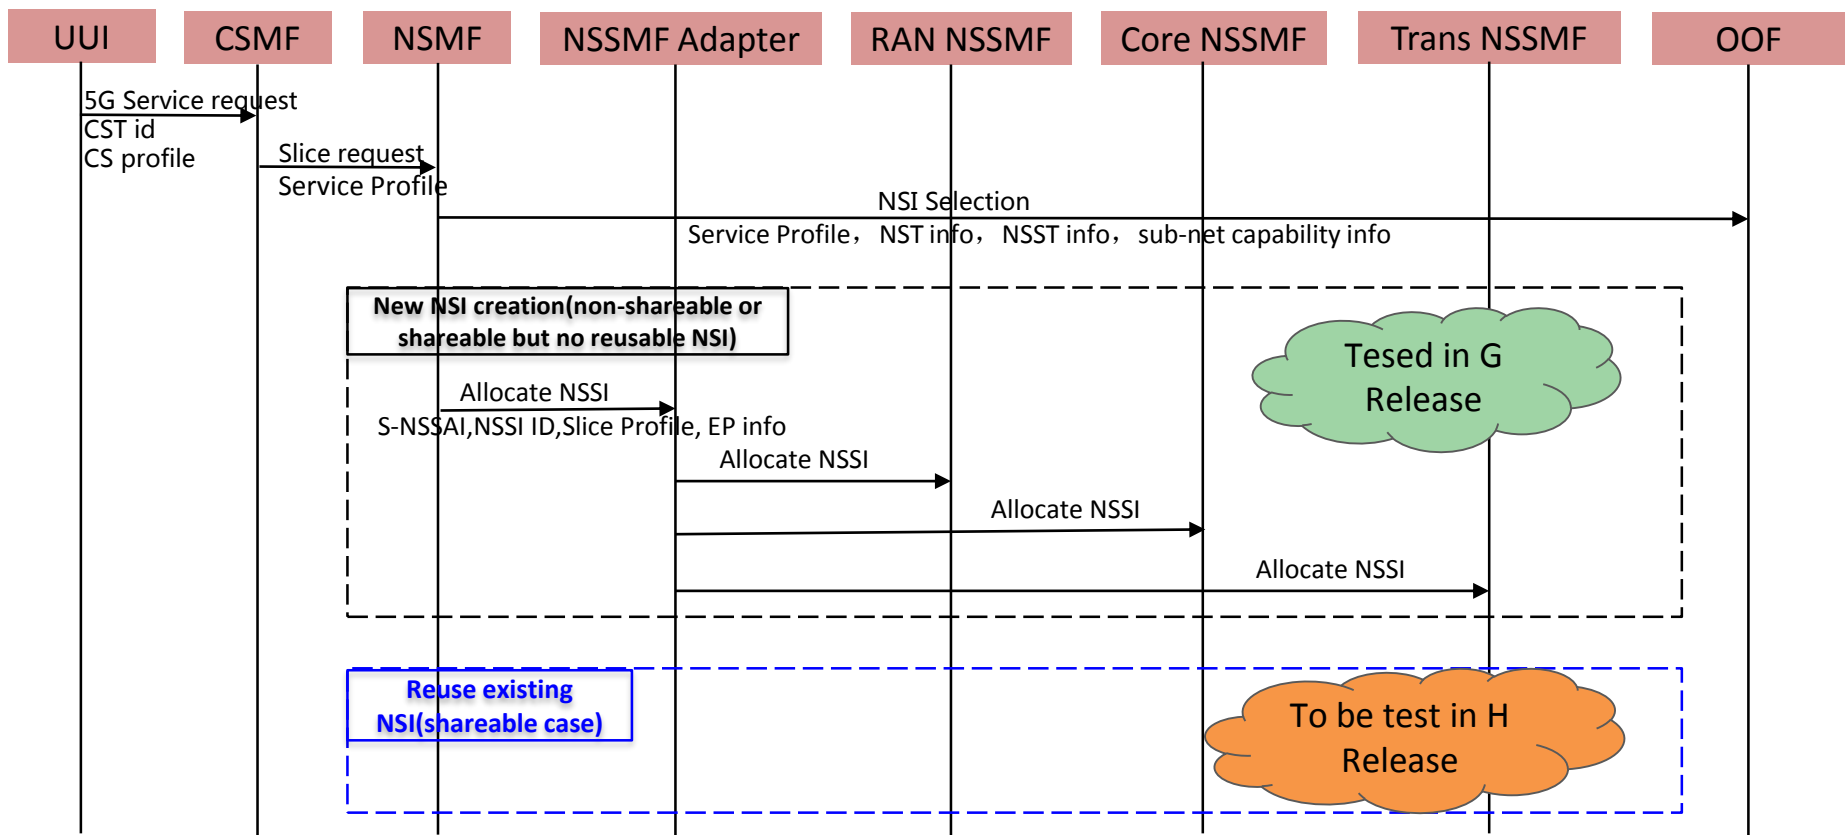 UUI
CSMF
NSMF
NSSMF Adapter
RAN NSSMF
Core NSSMF
Trans NSSMF
OOF
5G Service request
CST id
CS profile
Slice request
Service Profile
NSI Selection
Service Profile， NST info， NSST info， sub-net capability info
New NSI creation(non-shareable or
shareable but no reusable NSI)
Tesed in G
Release
Allocate NSSI
S-NSSAI,NSSI ID,Slice Profile, EP info
Allocate NSSI
Allocate NSSI
Allocate NSSI
Reuse existing
NSI(shareable case)
To be test in H
Release